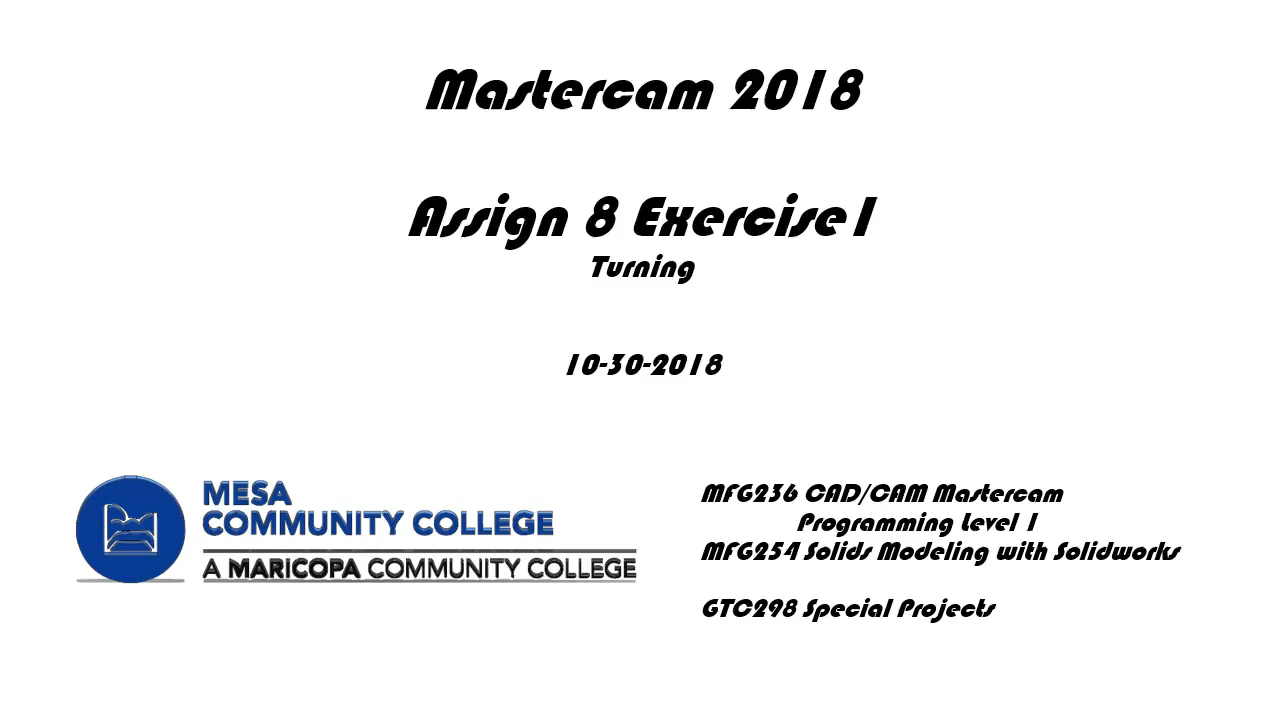 Mastercam 2018
Assign 8 Exercise1
Turning
10-30-2018
MESA
COMMUNITY COLLEGE
A MARICOPA COMMUNITY COLLEGE
MFG236 CAD/CAM Mastercam
Programming Level 1
MFG254 Solids Modeling with Solidworks
GTC298 Special Projects